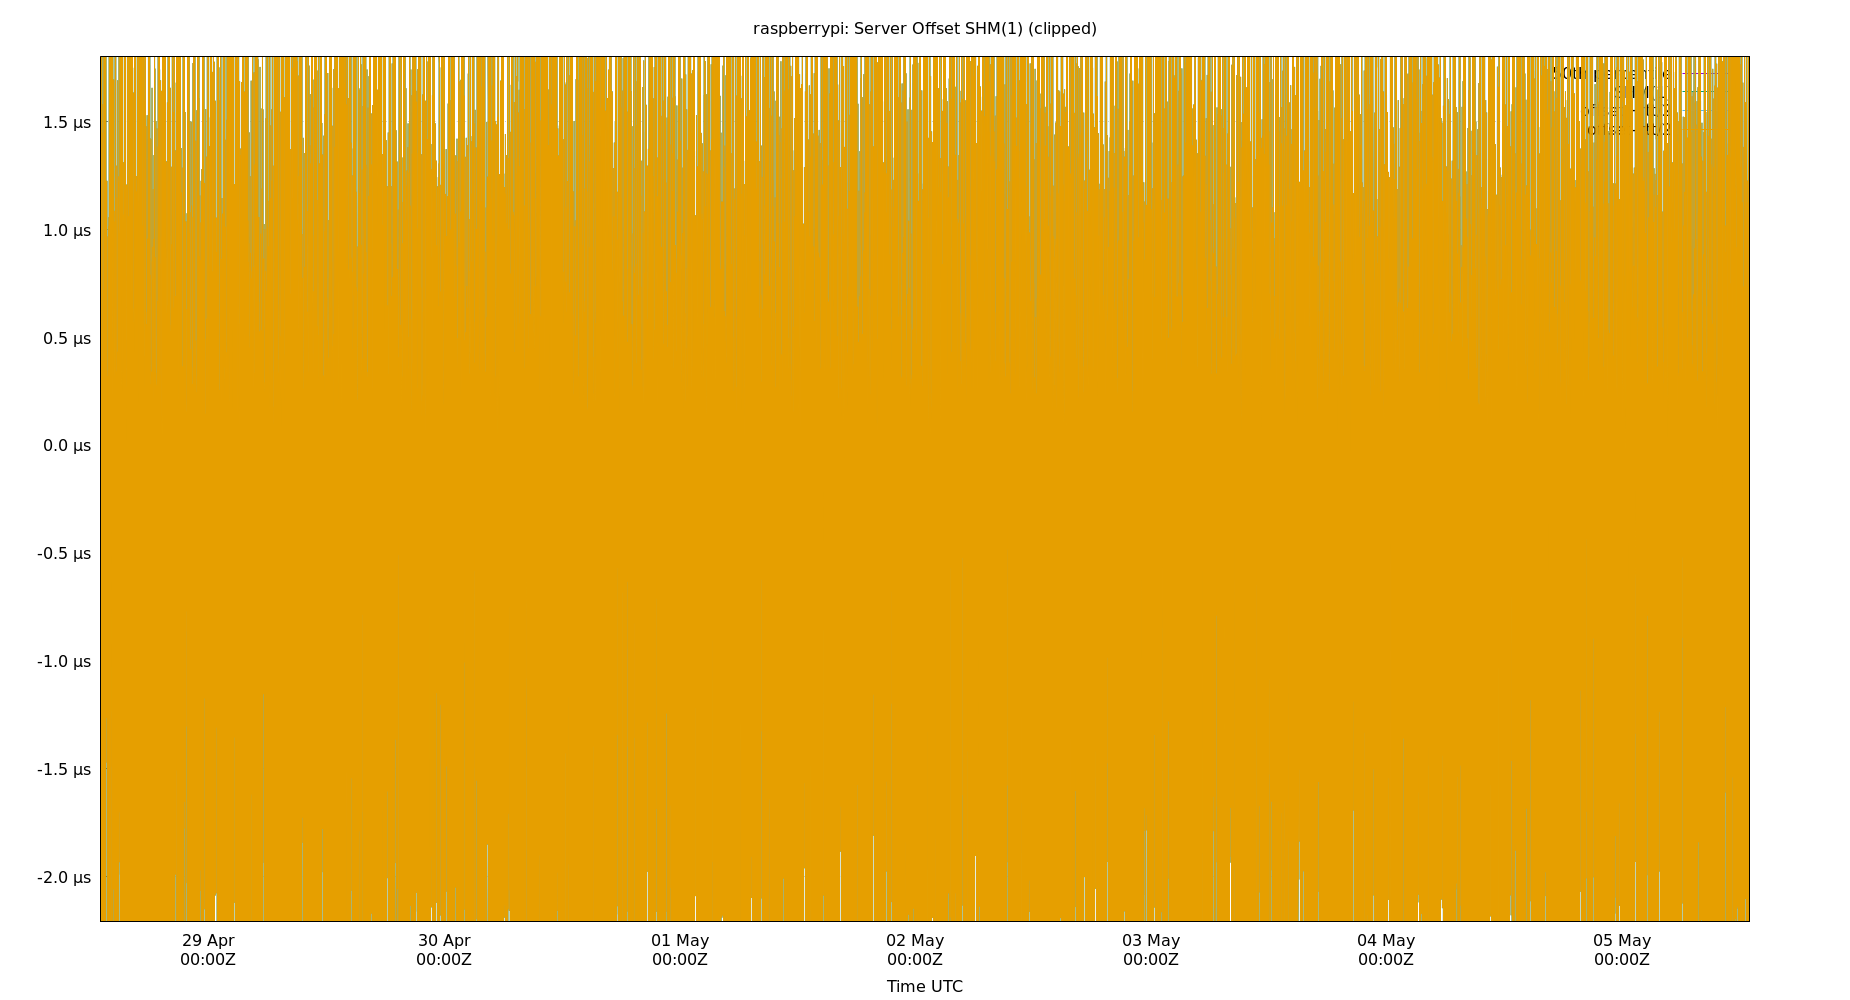 raspberrypi: Server Offset SHM(1) (clipped)
1.5 µs
1.0 µs
0.5 µs
0.0 µs
-0.5 µs
-1.0 µs
-1.5 µs
-2.0 µs
29 Apr 30 Apr 01 May 02 May 03 May 04 May 05 May
00:00Z 00:00Z 00:00Z 00:00Z 00:00Z 00:00Z 00:00Z
Time UTC